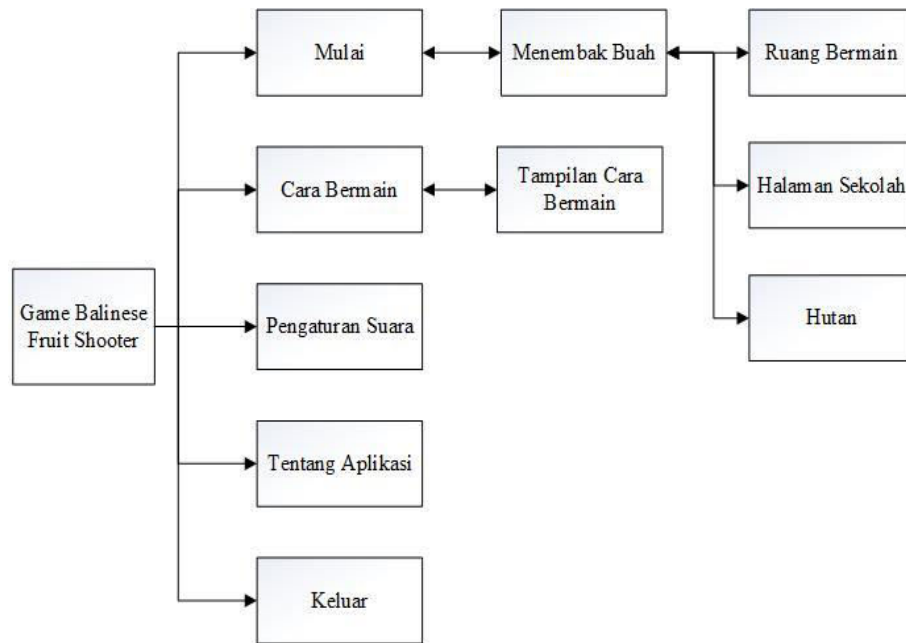 Mulai
Menembak Buah
Ruang Bermain
Cara Bermain
Tampilan Cara
Bermain
Halaman Sekolah
Game Balinese
Fruit Shooter
Pengaturan Suara
Hutan
Tentang Aplikasi
Keluar